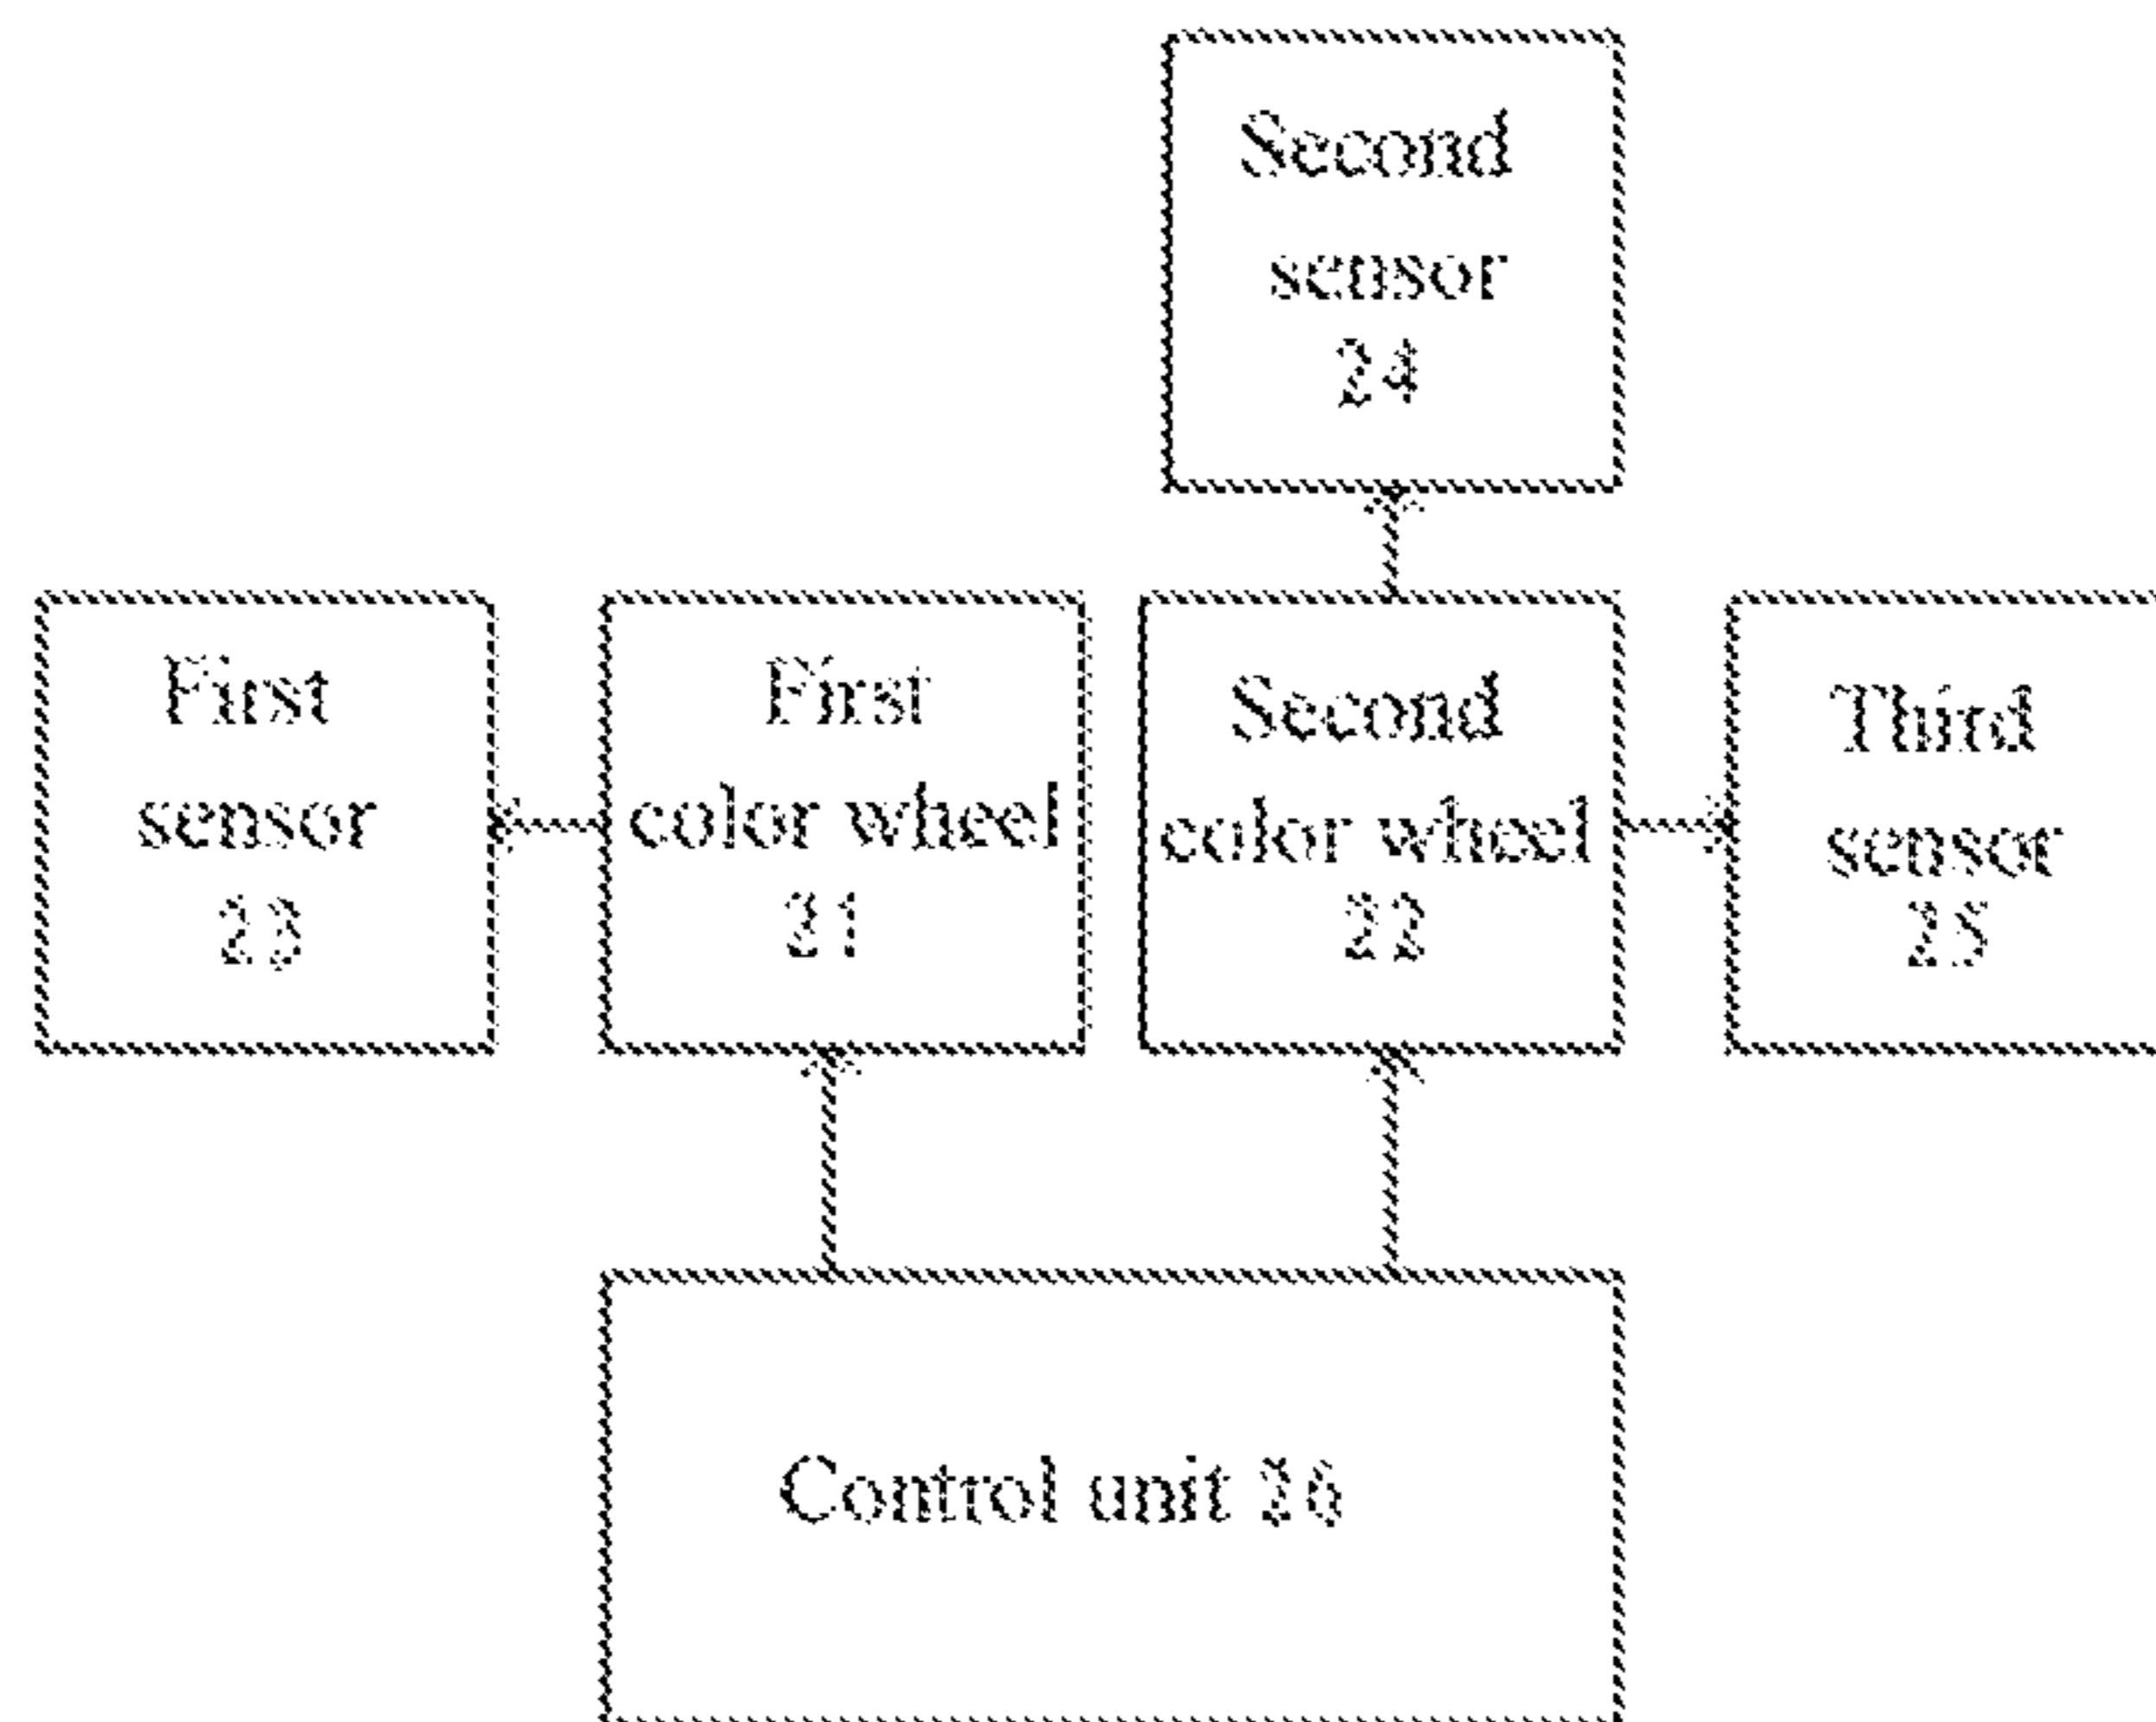 Second
sensor
24
First
sensor
23
First
color wheel
21
Second
color wheel
22
Third
sensor
25
Control unit 26